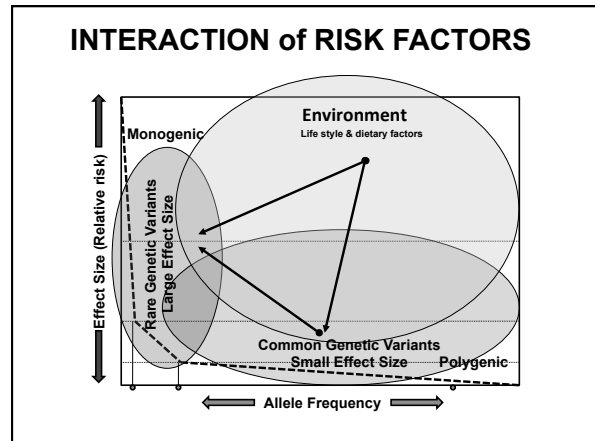 INTERACTION of RISK FACTORS
Environment
Life style & dietary factors
Monogenic
Effect Size (Relative risk)
Rare Genetic Variants
Large Effect Size
Common Genetic Variants
Small Effect Size
Polygenic
Allele Frequency